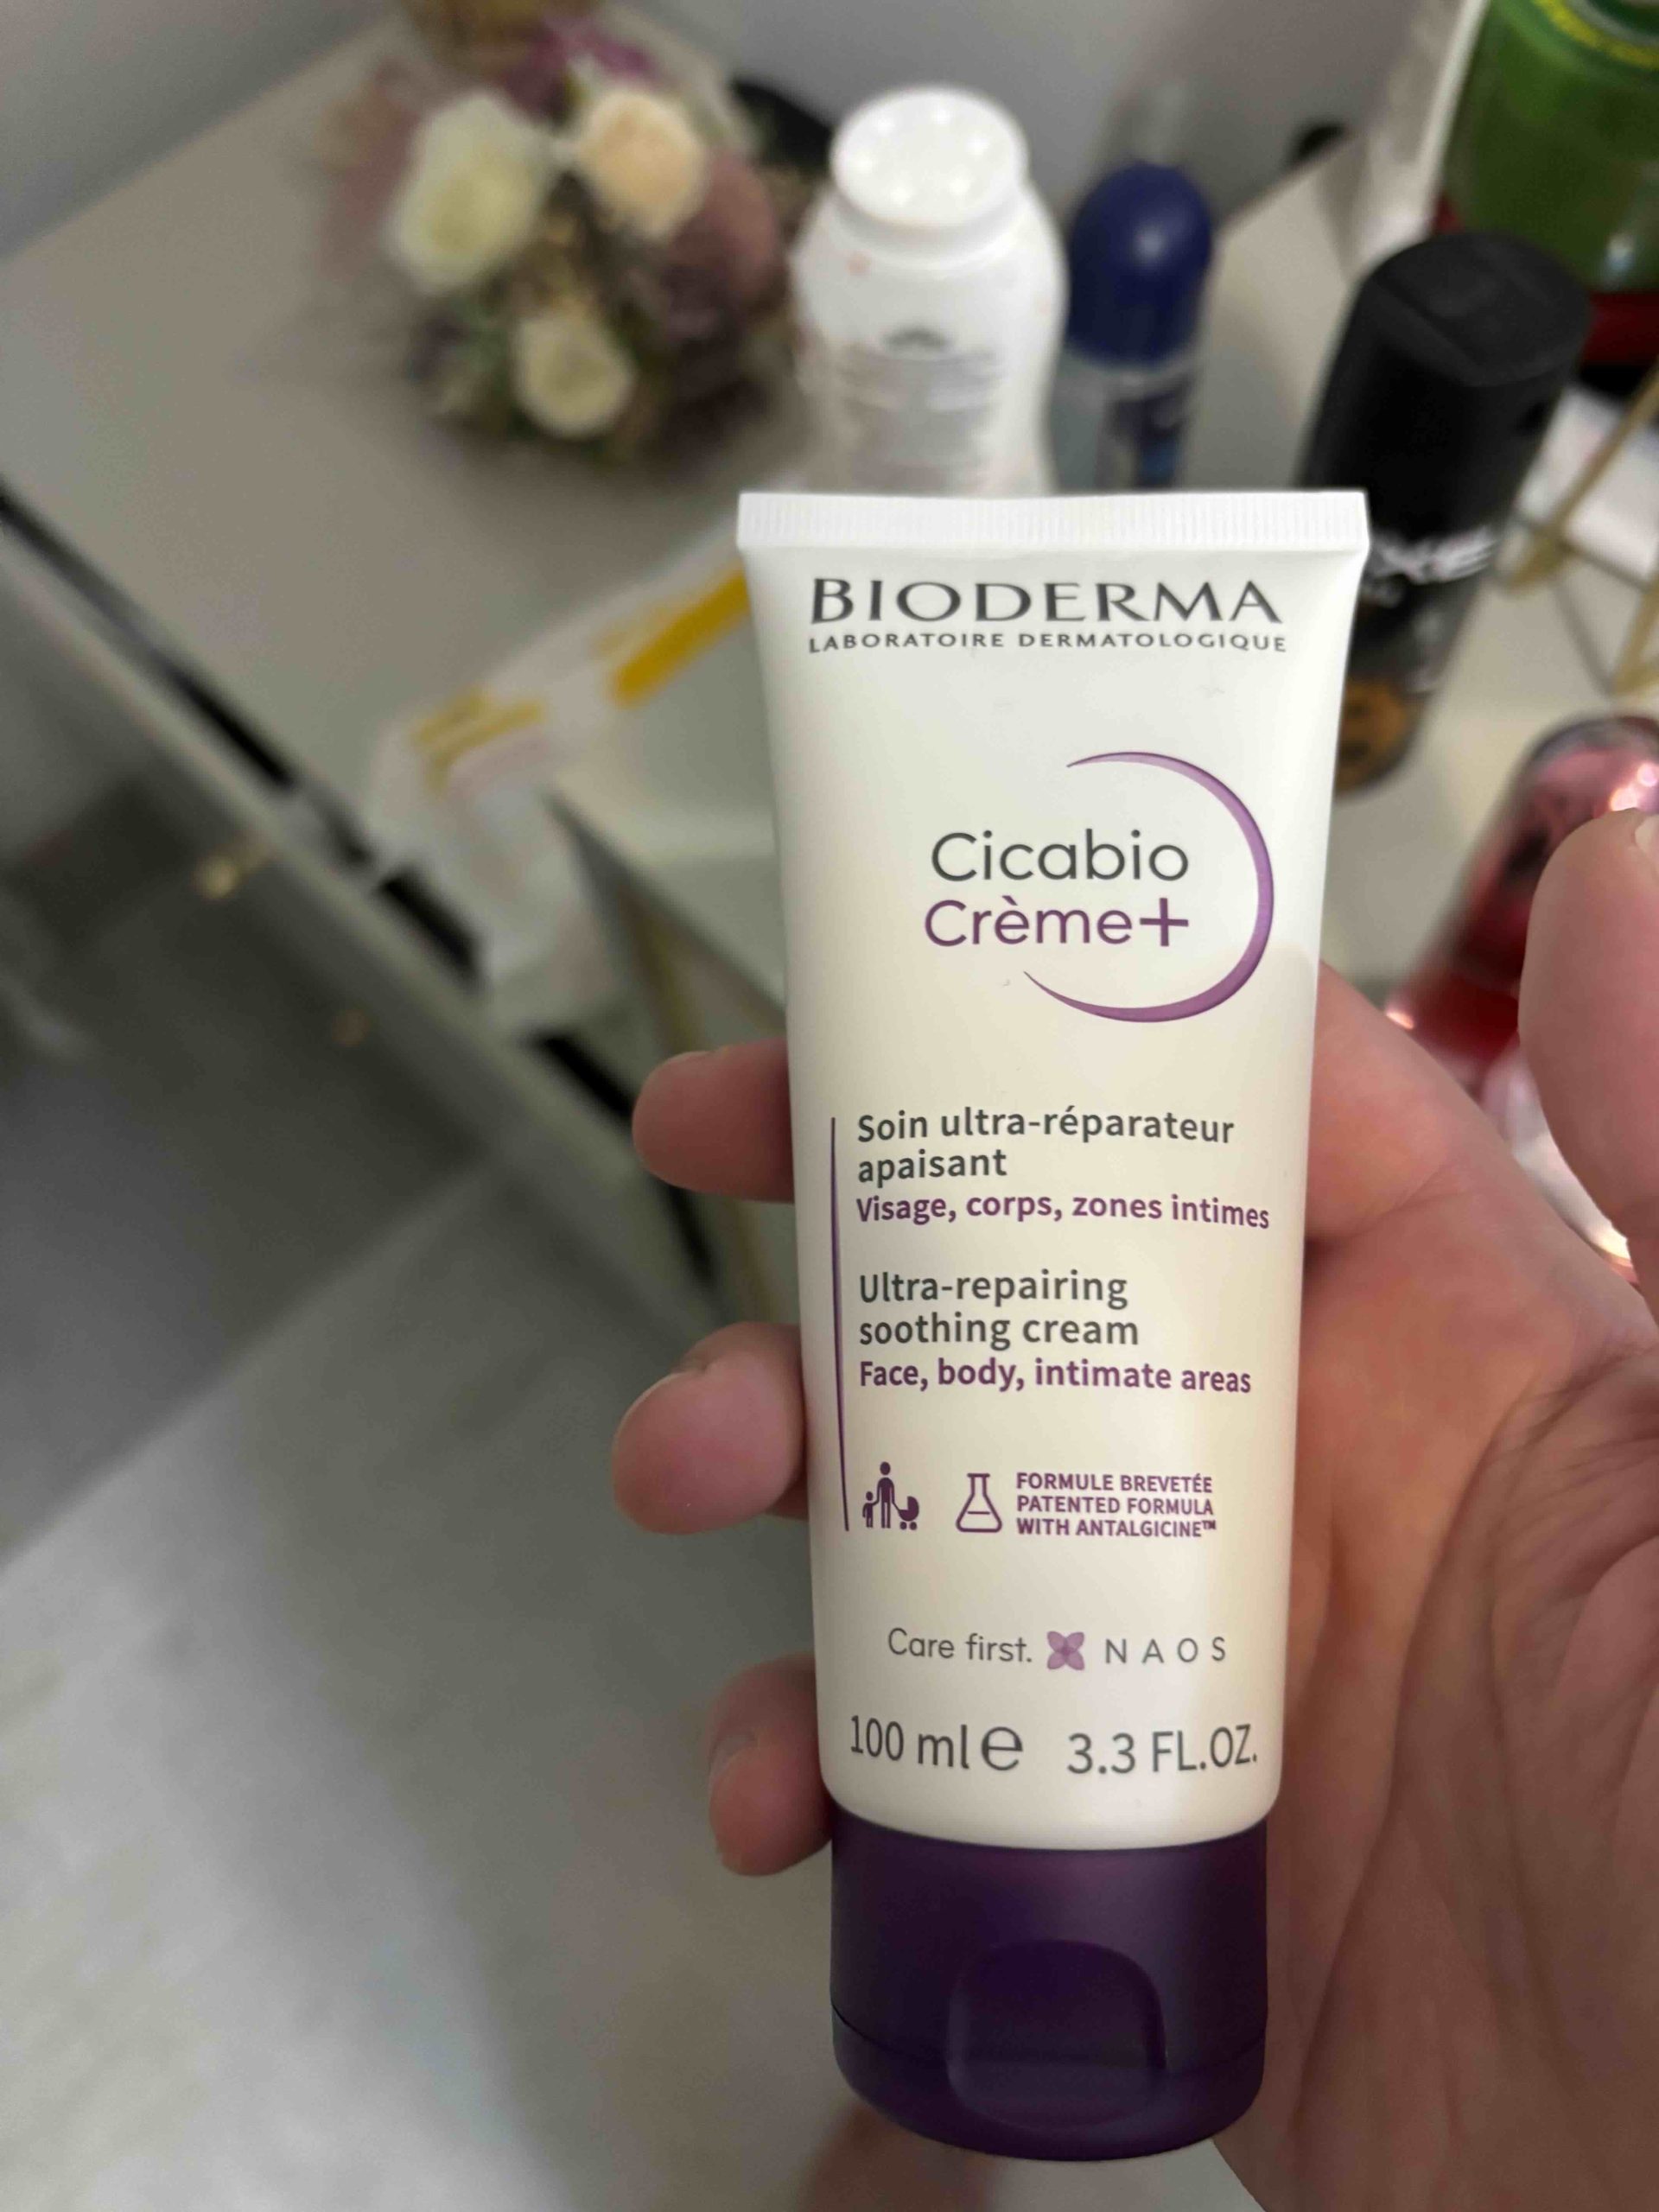 BIODERMA
LABORATOIRE DERMATOLOGIQUE
Cicabio
Crème+
Soin ultra-réparateur
apaisant
Visage, corps, zones intimes
Ultra-repairing
soothing cream
Face, body, intimate areas
FORMULE BREVETÉE
PATENTED FORMULA
WITH ANTALGICINE™
Care first. NAOS
100 ml e 3.3 FL.OZ.